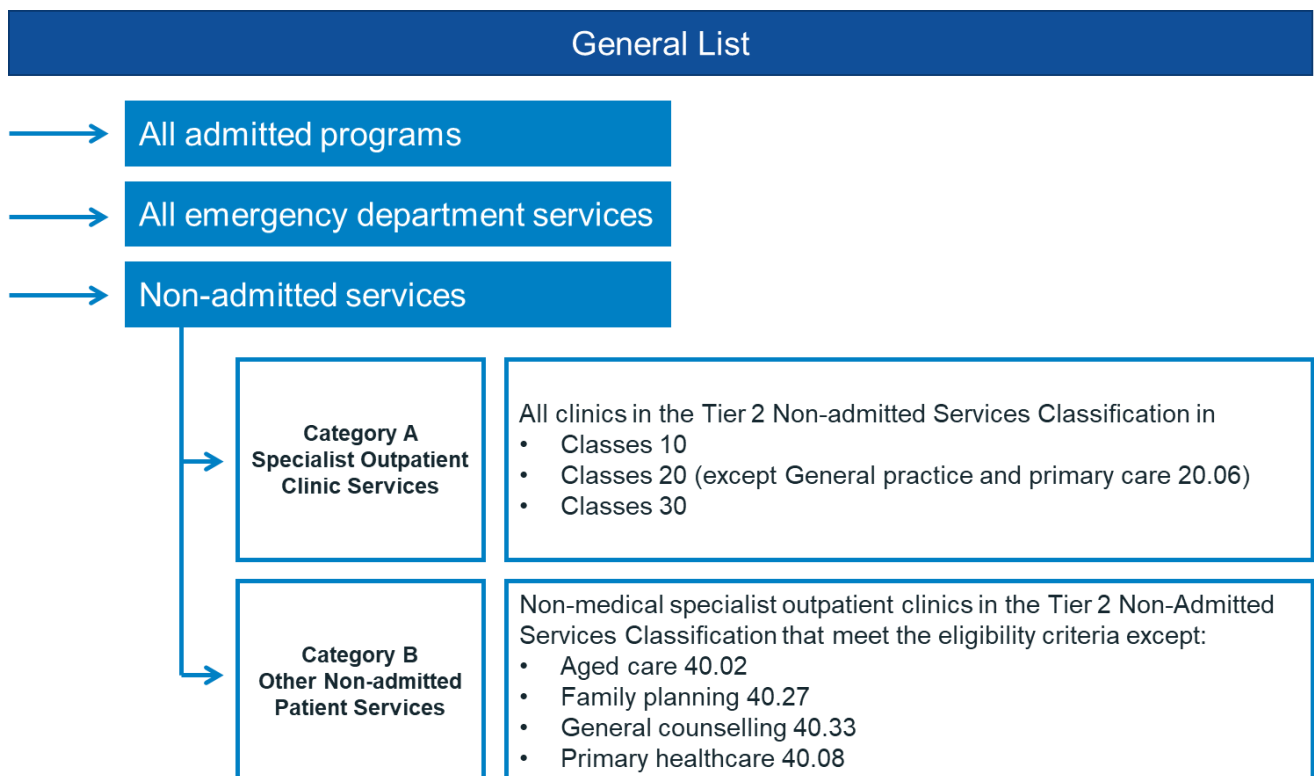 General List
All admitted programs
All emergency department services
Non-admitted services
Category A
Specialist Outpatient
Clinic Services
All clinics in the Tier 2 Non-admitted Services Classification in
• Classes 10
• Classes 20 (except General practice and primary care 20.06)
• Classes 30
Category B
Other Non-admitted
Patient Services
Non-medical specialist outpatient clinics in the Tier 2 Non-Admitted
Services Classification that meet the eligibility criteria except:
• Aged care 40.02
• Family planning 40.27
• General counselling 40.33
• Primary healthcare 40.08